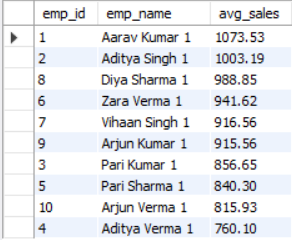 emp_id emp_name avg_sales
1 Aarav Kumar 1 1073.53
2 Aditya Singh 1 1003.19
8 Diya Sharma 1 988.85
6 Zara Verma 1 941.62
7 Vihaan Singh 1 916.56
9 Arjun Kumar 1 915.56
3 Pari Kumar 1 856.65
5 Pari Sharma 1 840.30
10 Arjun Verma 1 815.93
4 Aditya Verma 1 760.10